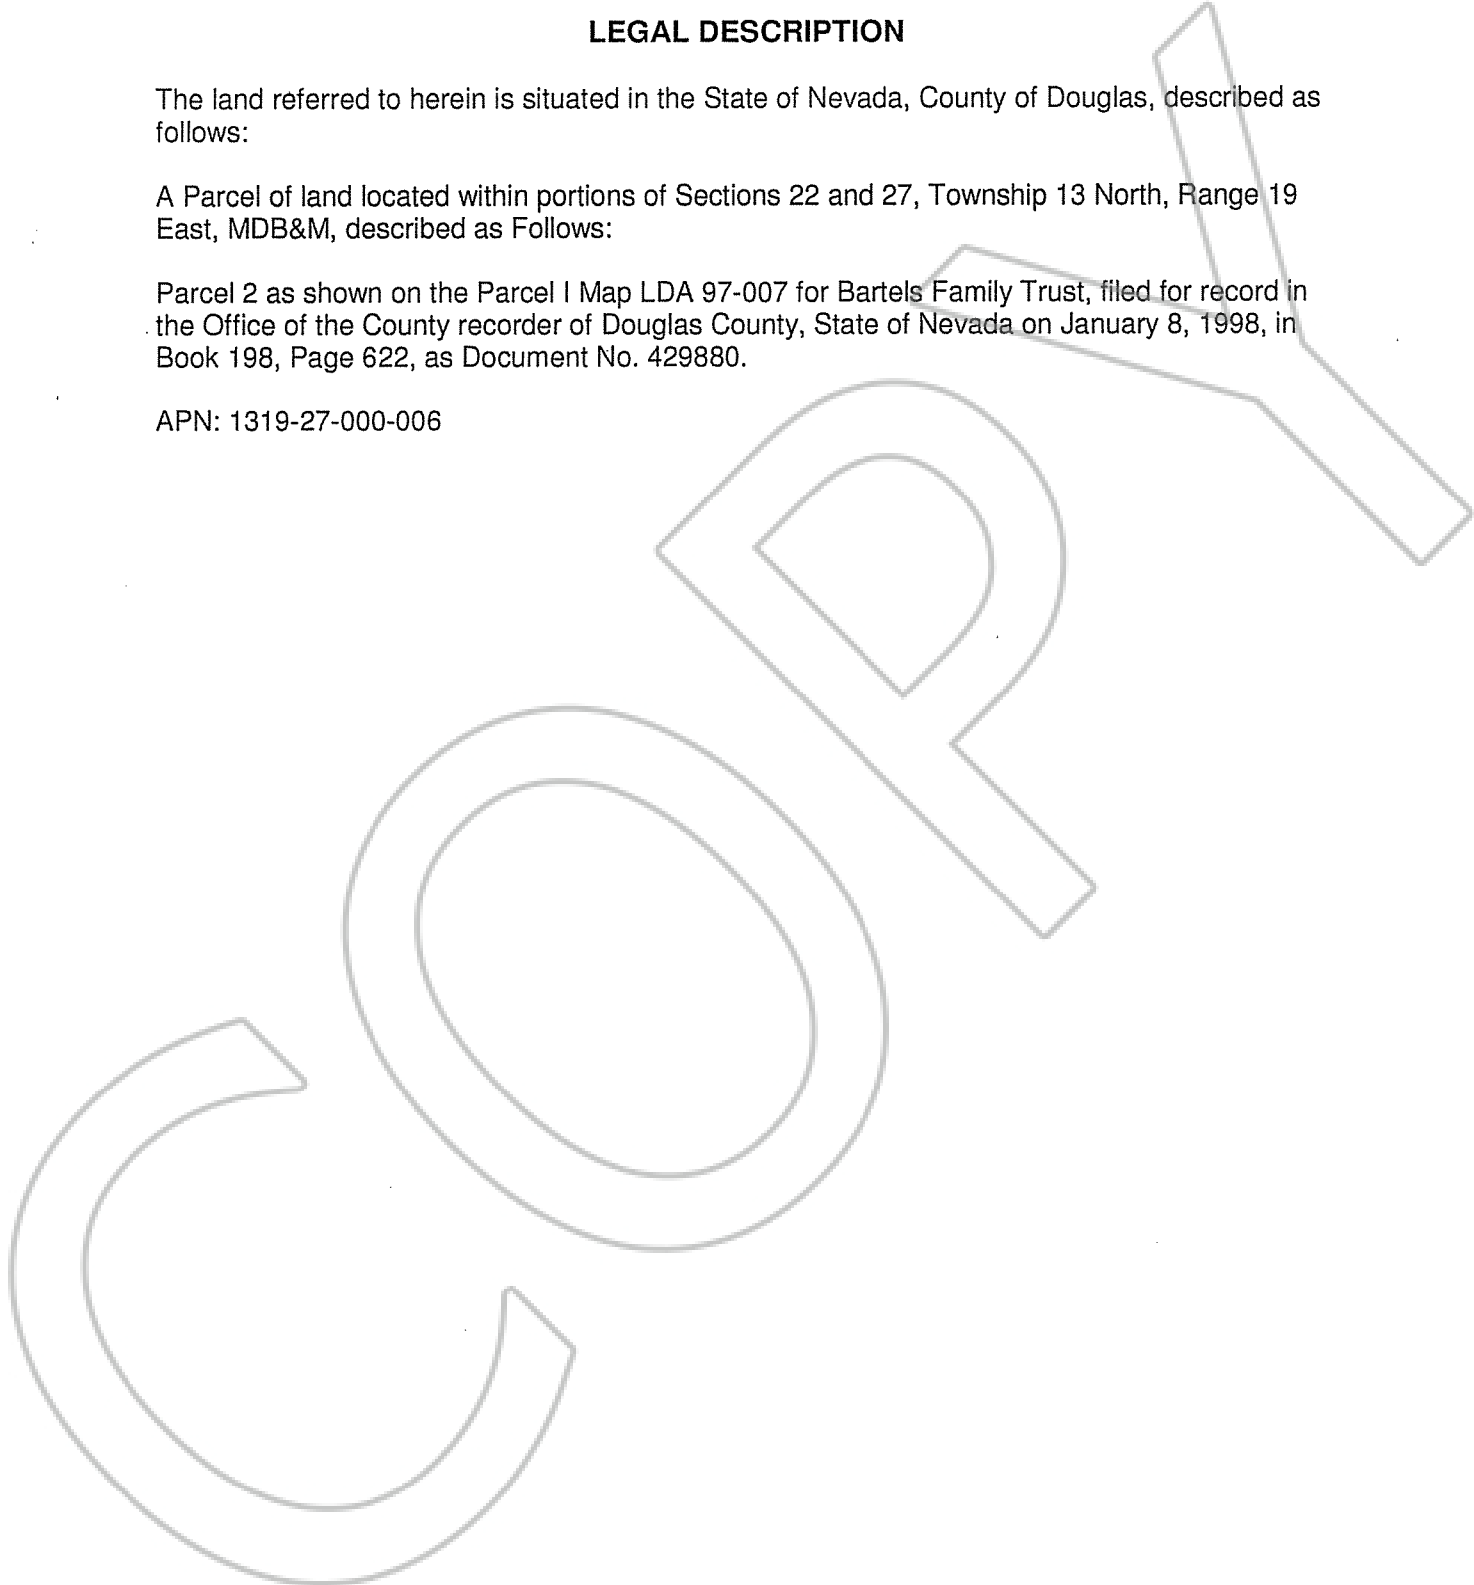 LEGAL DESCRIPTION
The land referred to herein is situated in the State of Nevada, County of Douglas, described as
follows:
A Parcel of land located within portions of Sections 22 and 27, Township 13 North, Range 19
East, MDB&M, described as Follows:
Parcel 2 as shown on the Parcel I Map LDA 97-007 for Bartels Family Trust, filed for record in
the Office of the County recorder of Douglas County, State of Nevada on January 8, 1998, in
Book 198, Page 622, as Document No. 429880.
APN: 1319-27-000-006
COPY